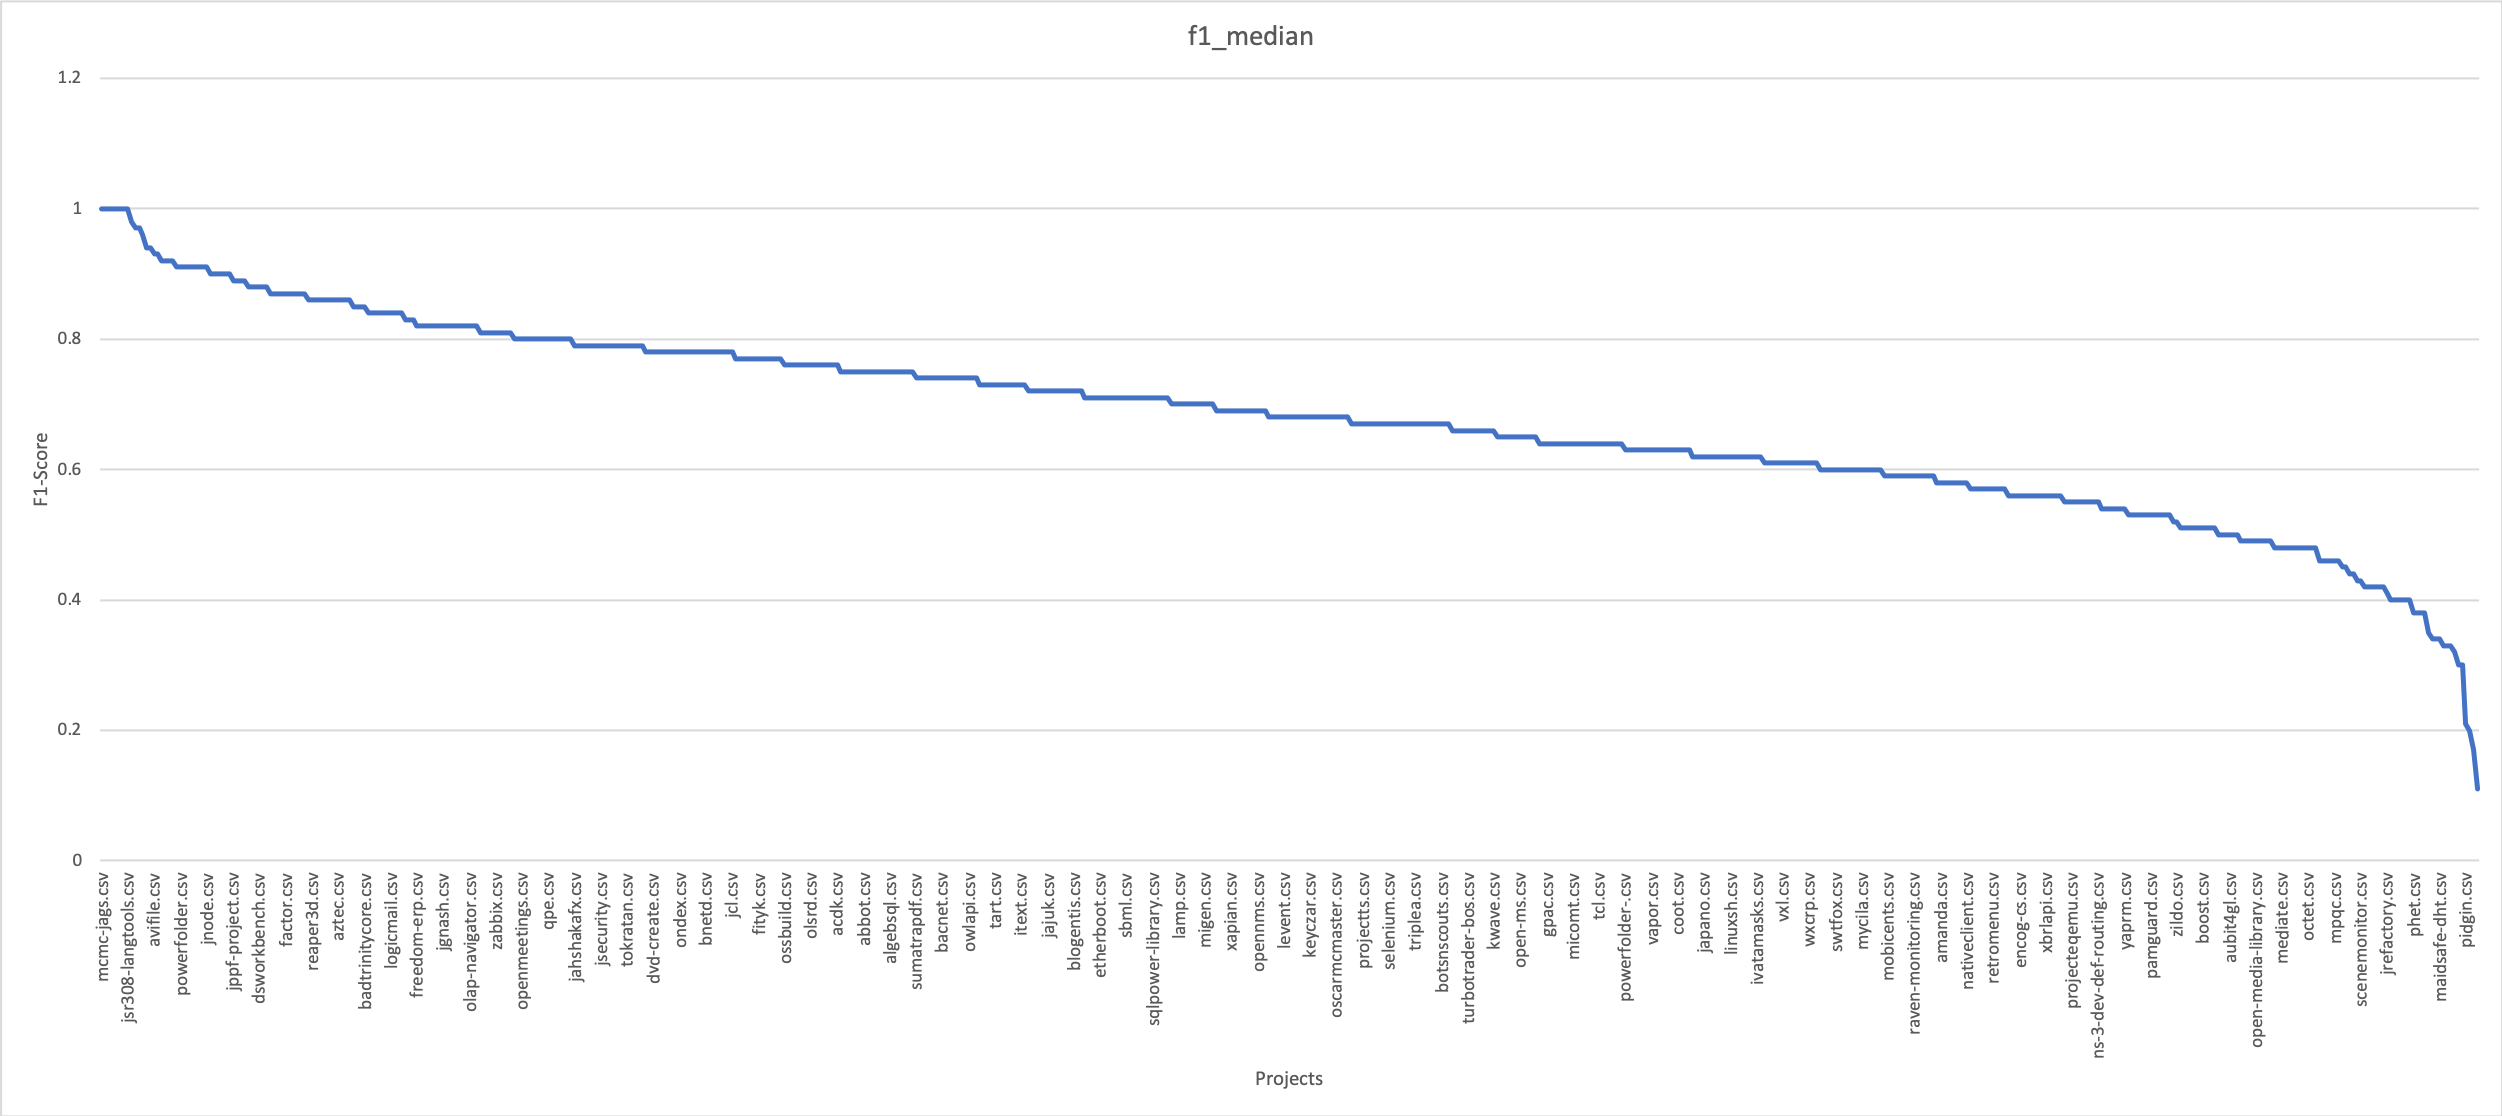 f1_median
1.2
1
0.8
0.6
0.4
0.2
0
F1-Score
mcmc-jags.csv
jsr308-langtools.csv
avifile.csv
powerfolder.csv
jnode.csv
jppf-project.csv
dsworkbench.csv
factor.csv
reaper3d.csv
aztec.csv
badtrinitycore.csv
logicmail.csv
freedom-erp.csv
jgnash.csv
olap-navigator.csv
zabbix.csv
openmeetings.csv
qpe.csv
jahshakafx.csv
jsecurity.csv
tokratan.csv
dvd-create.csv
ondex.csv
bnetd.csv
jcl.csv
fityk.csv
ossbuild.csv
olsrd.csv
acdk.csv
abbot.csv
algebsql.csv
sumatrapdf.csv
bacnet.csv
owlapi.csv
tart.csv
itext.csv
jajuk.csv
blogentis.csv
etherboot.csv
sbml.csv
sqlpower-library.csv
lamp.csv
migen.csv
xapian.csv
opennms.csv
levent.csv
keyczar.csv
oscarmcmaster.csv
projectts.csv
selenium.csv
triplea.csv
botsnscouts.csv
turbotrader-bos.csv
kwave.csv
open-ms.csv
gpac.csv
micomt.csv
tcl.csv
powerfolder-.csv
vapor.csv
coot.csv
japano.csv
linuxsh.csv
ivatamasks.csv
vxl.csv
wxcrp.csv
swtfox.csv
mycila.csv
mobicents.csv
raven-monitoring.csv
amanda.csv
nativeclient.csv
retromenu.csv
encog-cs.csv
xbrlapi.csv
projecteqemu.csv
ns-3-dev-def-routing.csv
yaprm.csv
pamguard.csv
zildo.csv
boost.csv
aubit4gl.csv
open-media-library.csv
mediate.csv
octet.csv
mpqc.csv
scenemonitor.csv
jrefactory.csv
phet.csv
maidsafe-dht.csv
pidgin.csv
Projects